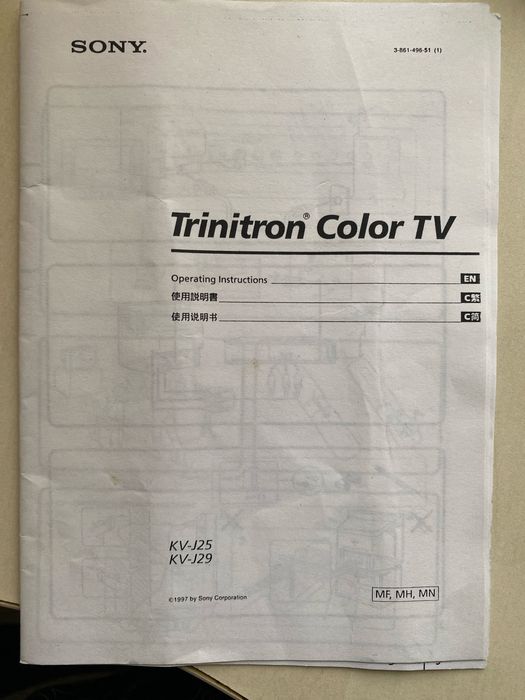 SONY.
3-861-496-51 (1)
Trinitron® Color TV
Operating Instructions EN
使用説明書 C繁
使用说明书 C简
KV-J25
KV-J29
©1997 by Sony Corporation
MF, MH, MN